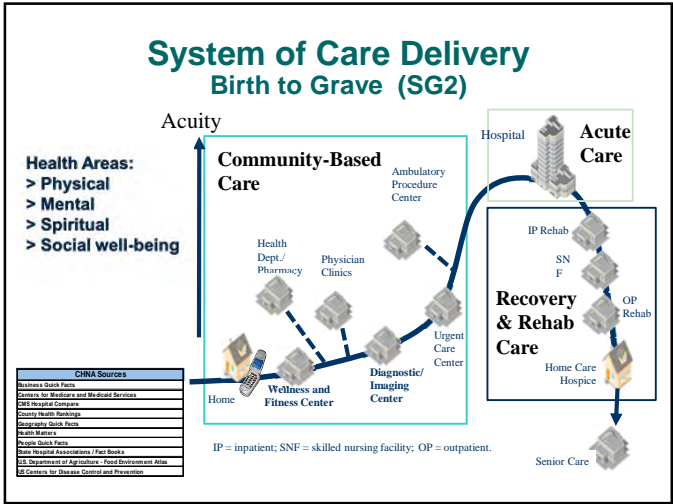 System of Care Delivery
Birth to Grave (SG2)
Acuity
Health Areas:
> Physical
> Mental
> Spiritual
> Social well-being
Community-Based
Care
Ambulatory
Procedure
Center
Health
Dept./
Pharmacy
Physician
Clinics
Urgent
Care
Center
Home
Wellness and
Fitness Center
Diagnostic/
Imaging
Center
Hospital
Acute
Care
IP Rehab
SN
F
OP
Rehab
Recovery
& Rehab
Care
Home Care
Hospice
Senior Care
CHNA Sources
Business Quick Facts
Centers for Medicare and Medicaid Services
CMS Hospital Compare
County Health Rankings
Geography Quick Facts
Health Matters
People Quick Facts
State Hospital Associations / Fact Books
U.S. Department of Agriculture - Food Environment Atlas
US Centers for Disease Control and Prevention
IP = inpatient; SNF = skilled nursing facility; OP = outpatient.